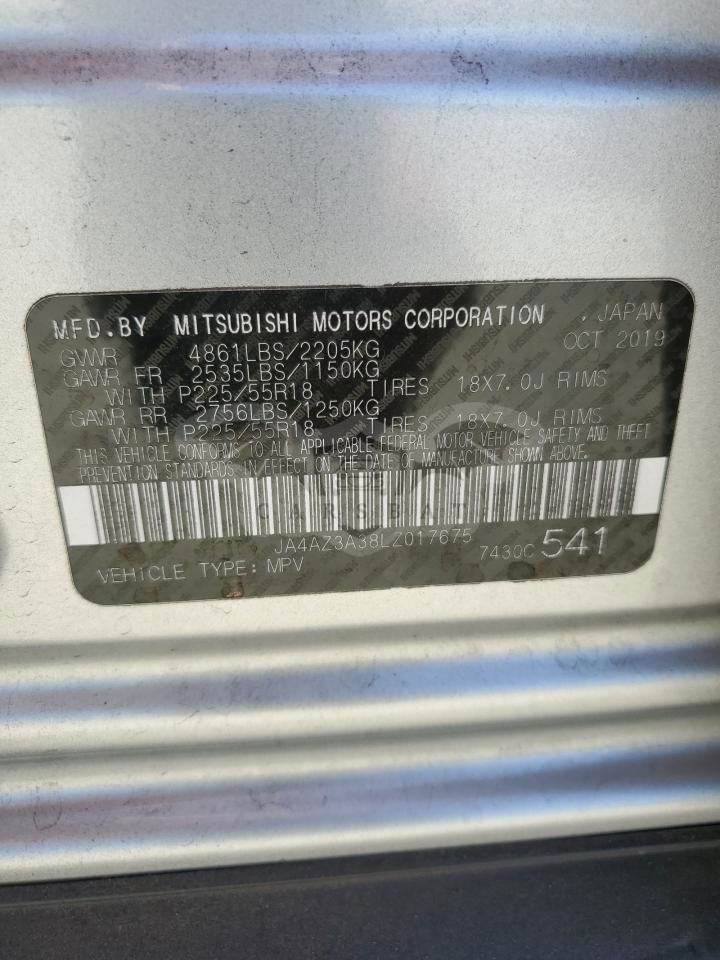 MFD.BY MITSUBISHI MOTORS CORPORATION , JAPAN
GVWR 4861LBS/2205KG OCT 2019
GAWR FR 2535LBS/1150KG
WITH P225/55R18 TIRES 18X7.0J RIMS
GAWR RR 2756LBS/1250KG
WITH P225/55R18 TIRES 18X7.0J RIMS
THIS VEHICLE CONFORMS TO ALL APPLICABLE FEDERAL MOTOR VEHICLE SAFETY AND THEFT
PREVENTION STANDARDS IN EFFECT ON THE DATE OF MANUFACTURE SHOWN ABOVE.
CARSBAT
JA4AZ3A38LZ017675
7430C 541
VEHICLE TYPE: MPV